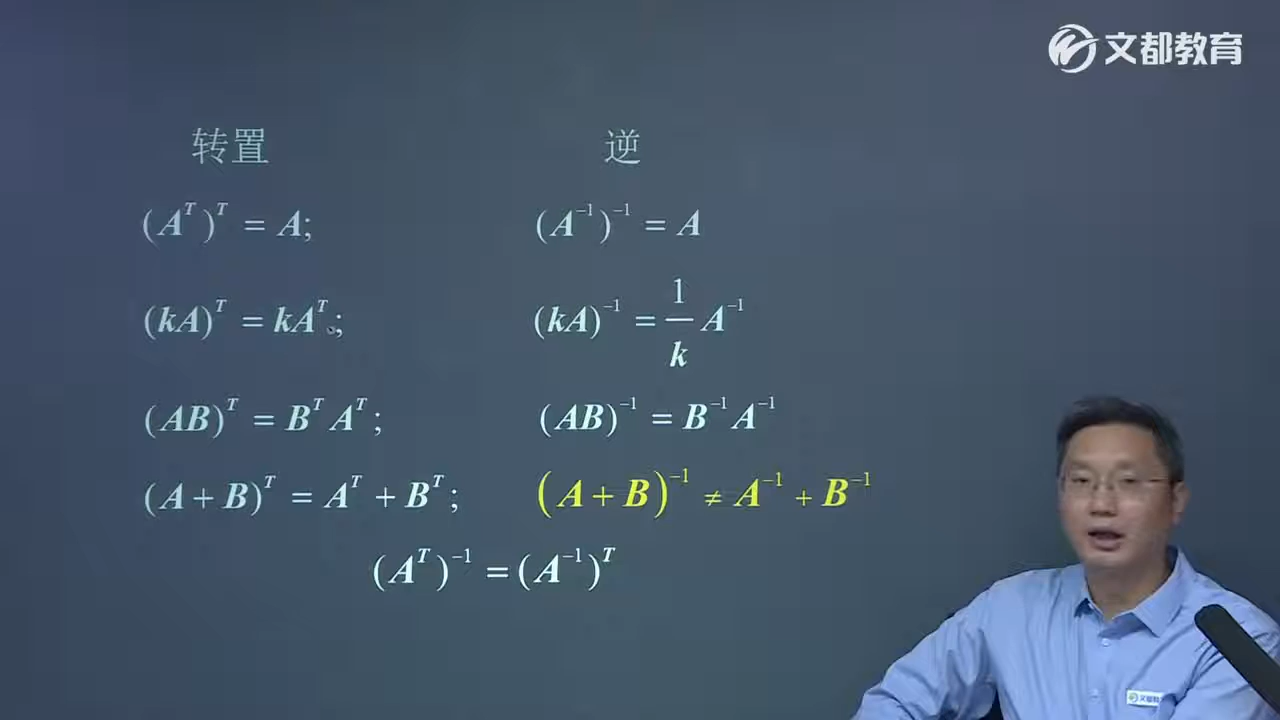 文都教育
转置 逆
(A^T)^T = A; (A^{-1})^{-1} = A
(kA)^T = kA^T; (kA)^{-1} = \frac{1}{k} A^{-1}
(AB)^T = B^T A^T; (AB)^{-1} = B^{-1} A^{-1}
(A + B)^T = A^T + B^T; (A + B)^{-1} ≠ A^{-1} + B^{-1}
(A^T)^{-1} = (A^{-1})^T